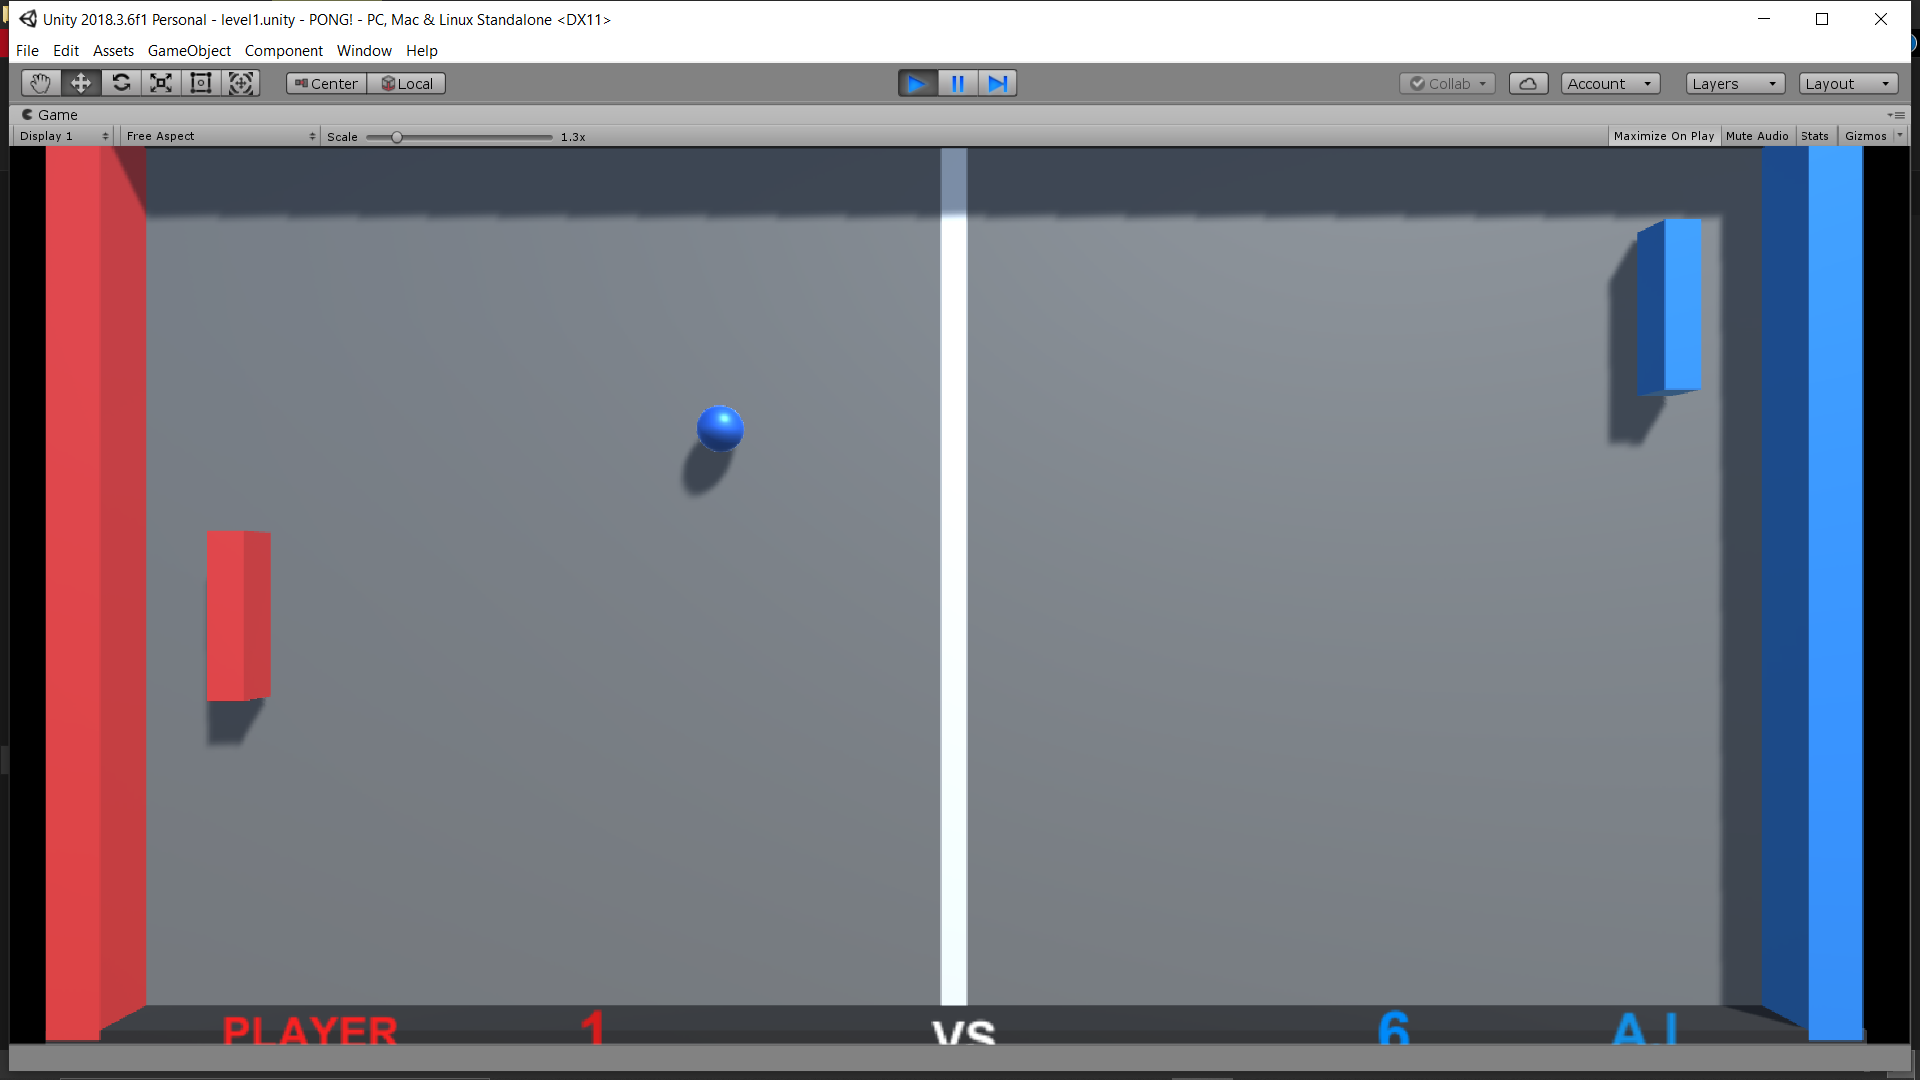 Unity 2018.3.6f1 Personal - level1.unity - PONG! - PC, Mac & Linux Standalone <DX11>
File Edit Assets GameObject Component Window Help
Center Local Collab Account Layers Layout
Game
Display 1 Free Aspect Scale 1.3x Maximize On Play Mute Audio Stats Gizmos
PLAYER 1 VS 6 A.I